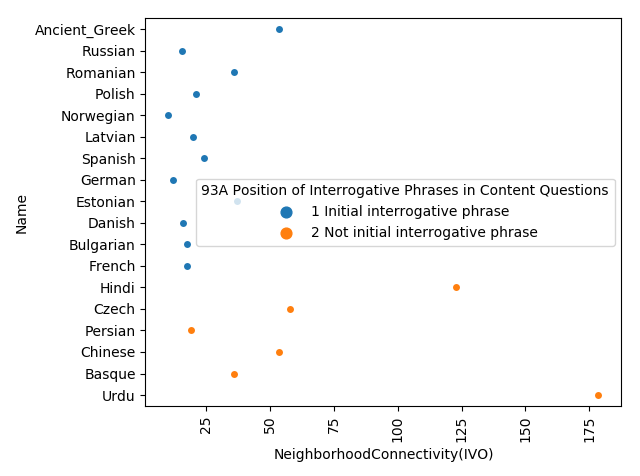 Ancient_Greek
Russian
Romanian
Polish
Norwegian
Latvian
Spanish
German
Estonian
Danish
Bulgarian
French
Hindi
Czech
Persian
Chinese
Basque
Urdu
Name
93A Position of Interrogative Phrases in Content Questions
1 Initial interrogative phrase
2 Not initial interrogative phrase
25 50 75 100 125 150 175
NeighborhoodConnectivity(IVO)